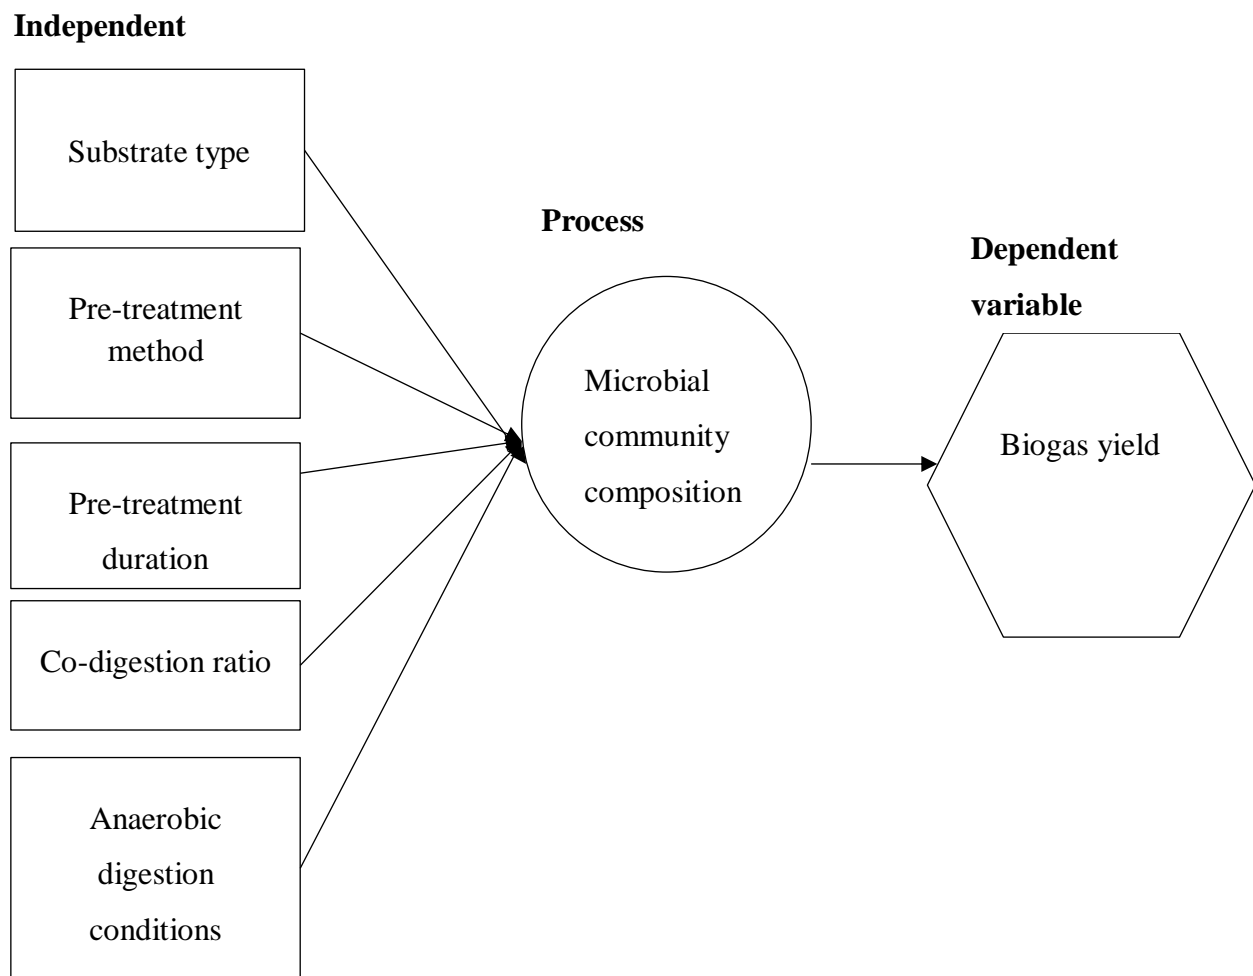 Independent
Substrate type
Pre-treatment
method
Pre-treatment
duration
Co-digestion ratio
Anaerobic
digestion
conditions
Process
Microbial
community
composition
Dependent
variable
Biogas yield